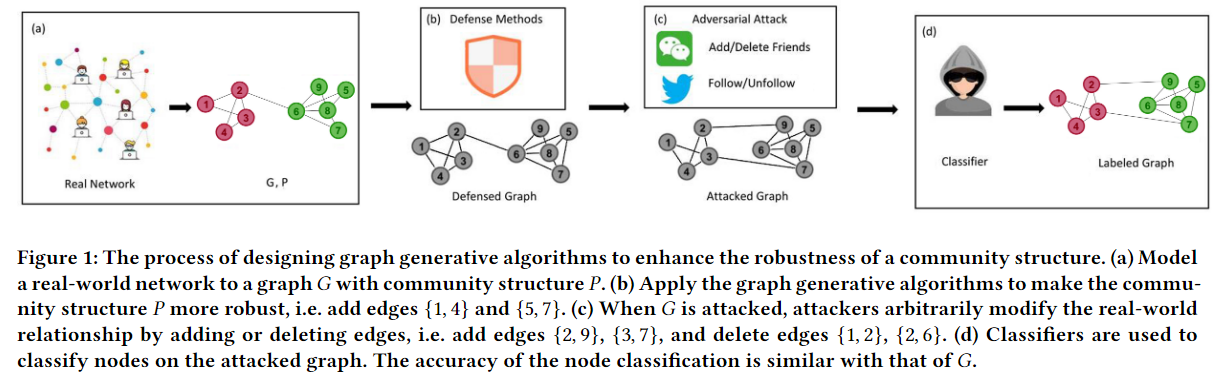 (a)
Real Network
1
2
3
4
6
9
5
8
7
G, P
(b) Defense Methods
1
2
3
4
6
9
5
8
7
Defensed Graph
(c) Adversarial Attack
Add/Delete Friends
Follow/Unfollow
1
2
3
4
9
5
6
8
7
Attacked Graph
(d)
Classifier
1
2
3
4
9
5
6
8
7
Labeled Graph
Figure 1: The process of designing graph generative algorithms to enhance the robustness of a community structure. (a) Model
a real-world network to a graph G with community structure P. (b) Apply the graph generative algorithms to make the commu-
nity structure P more robust, i.e. add edges {1, 4} and {5, 7}. (c) When G is attacked, attackers arbitrarily modify the real-world
relationship by adding or deleting edges, i.e. add edges {2, 9}, {3, 7}, and delete edges {1, 2}, {2, 6}. (d) Classifiers are used to
classify nodes on the attacked graph. The accuracy of the node classification is similar with that of G.